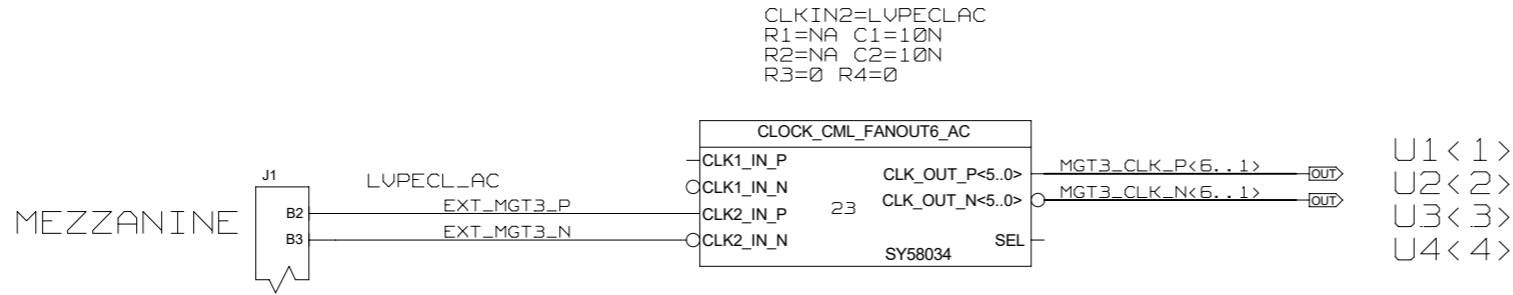 CLKIN2=LVPECLAC
R1=NA C1=10N
R2=NA C2=10N
R3=0 R4=0
CLOCK_CML_FANOUT6_AC
CLK1_IN_P
CLK1_IN_N
CLK2_IN_P
CLK2_IN_N
23
CLK_OUT_P<5..0>
CLK_OUT_N<5..0>
SEL
SY58034
J1
B2
B3
LVPECL_AC
EXT_MGT3_P
EXT_MGT3_N
MEZZANINE
MGT3_CLK_P<6..1>
OUT
MGT3_CLK_N<6..1>
OUT
U1<1>
U2<2>
U3<3>
U4<4>